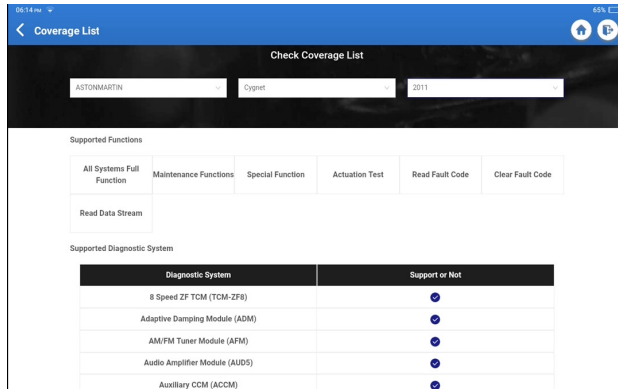 06:14 PM 65%
Coverage List
Check Coverage List
ASTONMARTIN Cygnet 2011
Supported Functions
All Systems Full Function Maintenance Functions Special Function Actuation Test Read Fault Code Clear Fault Code
Read Data Stream
Supported Diagnostic System
Diagnostic System Support or Not
8 Speed ZF TCM (TCM-ZF8)
Adaptive Damping Module (ADM)
AM/FM Tuner Module (AFM)
Audio Amplifier Module (AUD5)
Auxiliary CCM (ACCM)